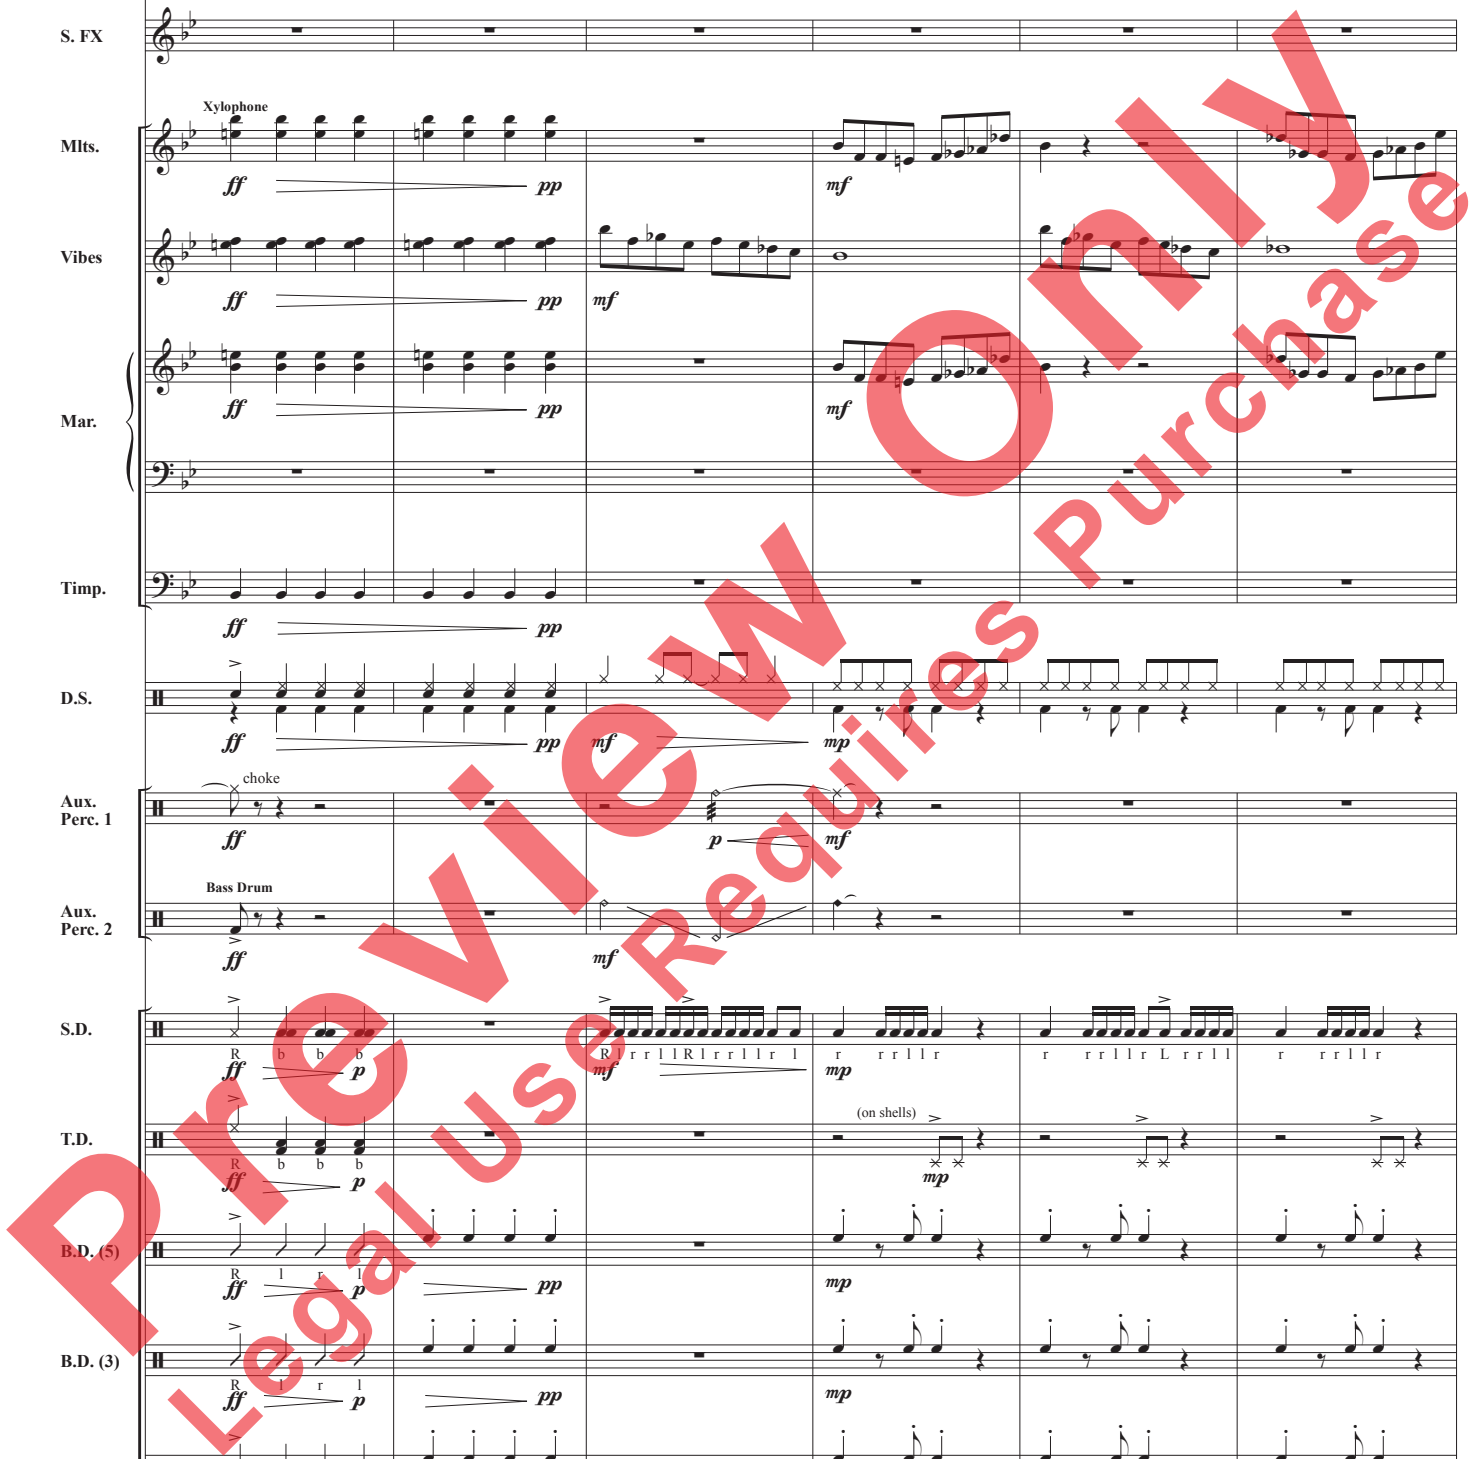 S. FX
Xylophone
Mlts.
ff pp mf
Vibes
ff pp mf
ff pp mf
Mar.
Timp.
ff pp
D.S.
ff pp mf mp
choke
Aux.
Perc. 1
ff p mf
Bass Drum
Aux.
Perc. 2
ff mf
S.D.
R b b b R l r r l l R l r r l l r l r r r l l r r r r l l r L r r l l r r r l l r
ff p mf mp
(on shells)
T.D.
R b b b
ff p mp
B.D. (5)
R l r l
ff p pp mp
B.D. (3)
R l r l
ff p pp mp
Preview Only
Legal Use Requires Purchase